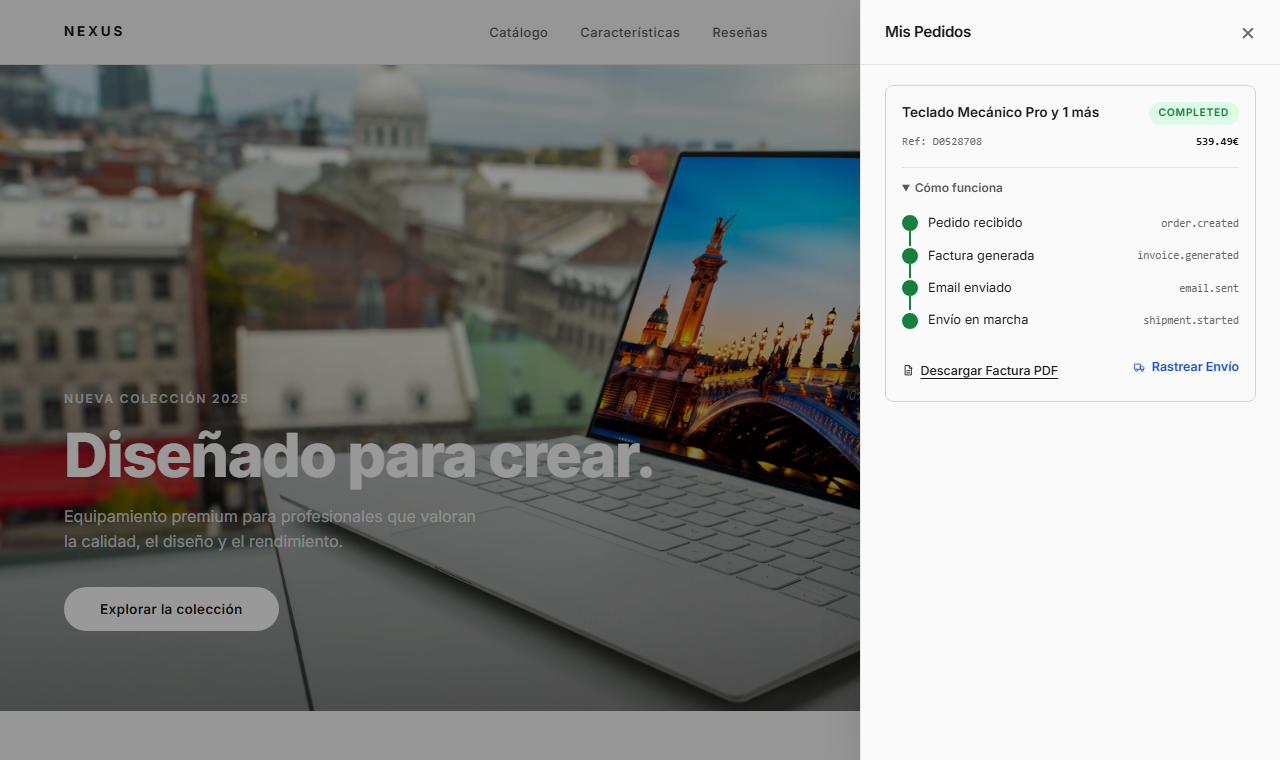 NEXUS
Catálogo
Características
Reseñas
NUEVA COLECCIÓN 2025
Diseñado para crear.
Equipamiento premium para profesionales que valoran
la calidad, el diseño y el rendimiento.
Explorar la colección
Mis Pedidos
Teclado Mecánico Pro y 1 más
COMPLETED
Ref: D0528708
539.49€
▼ Cómo funciona
Pedido recibido
order.created
Factura generada
invoice.generated
Email enviado
email.sent
Envío en marcha
shipment.started
Descargar Factura PDF
Rastrear Envío